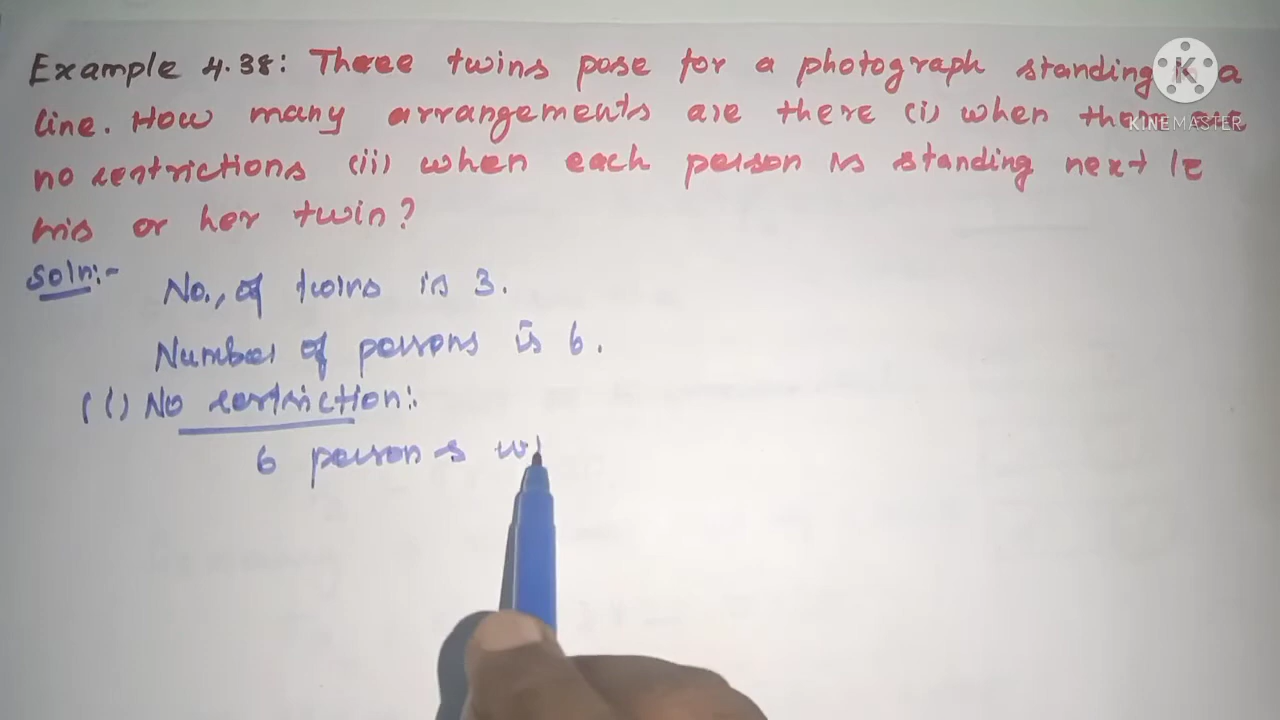 Example 4.38: Three twins pose for a photograph standing a
line. How many arrangements are there (i) when
no restrictions (ii) when each person is standing next to
his or her twin?
Soln:-
No., of twins is 3.
Number of persons is 6.
(i) No restriction:
6 persons wi
K
KINEMASTER